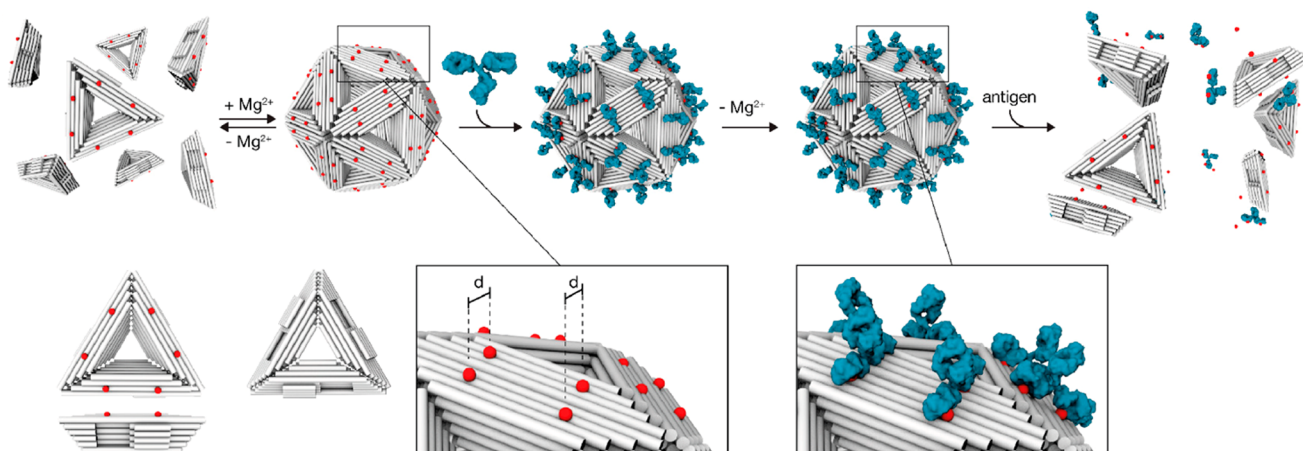 + Mg²⁺
- Mg²⁺
- Mg²⁺
antigen
d
d